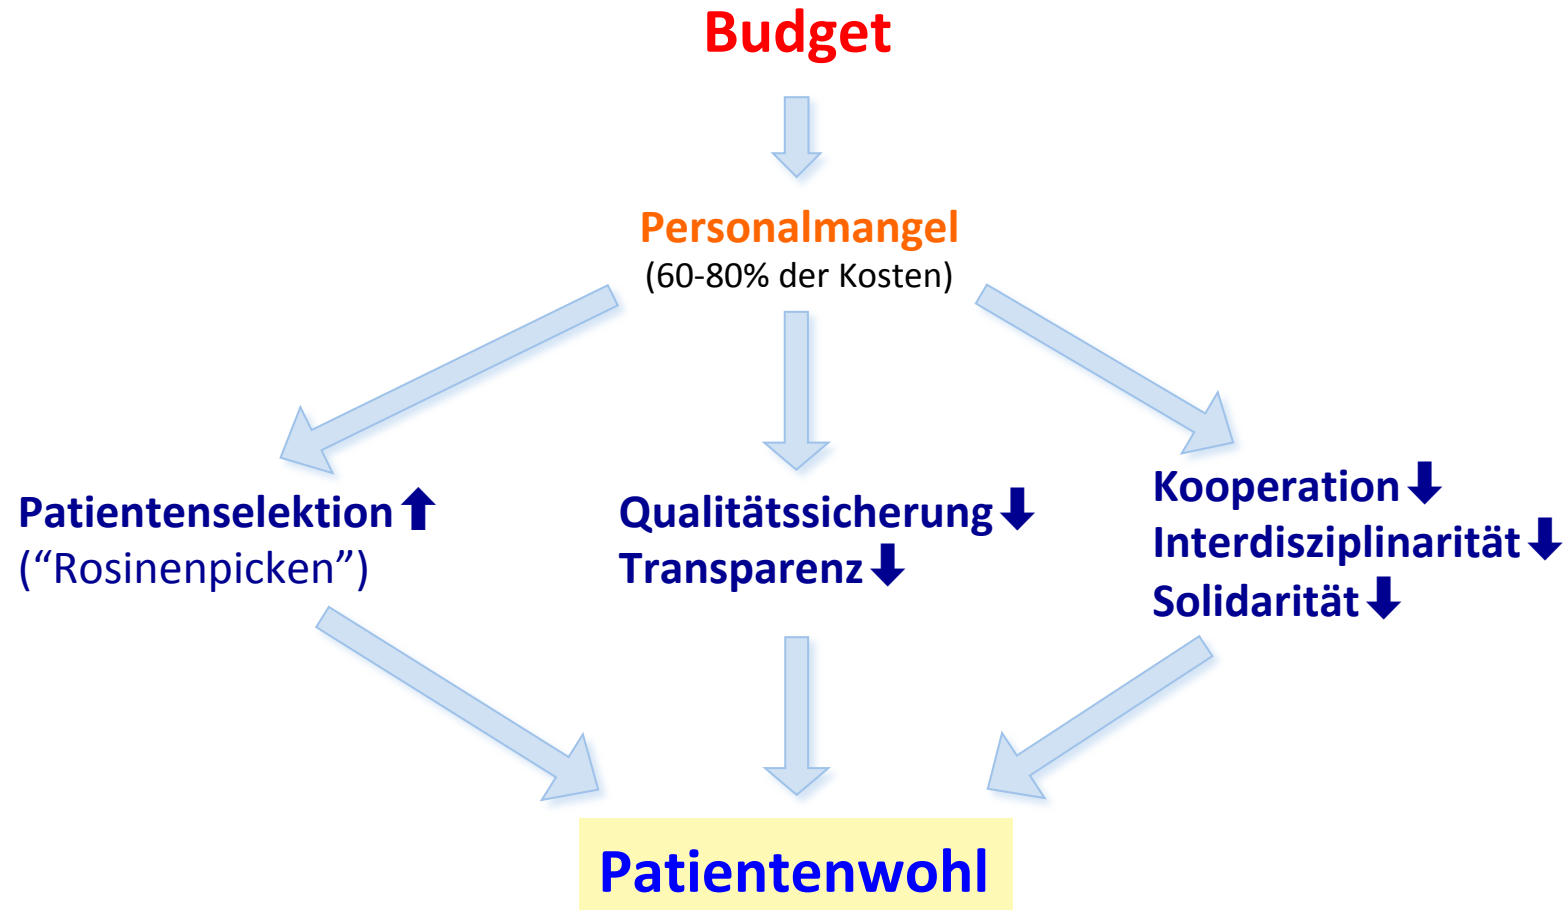 Budget
Personalmangel
(60-80% der Kosten)
Patientenselektion
(“Rosinenpicken”)
Qualitätssicherung
Transparenz
Kooperation
Interdisziplinarität
Solidarität
Patientenwohl